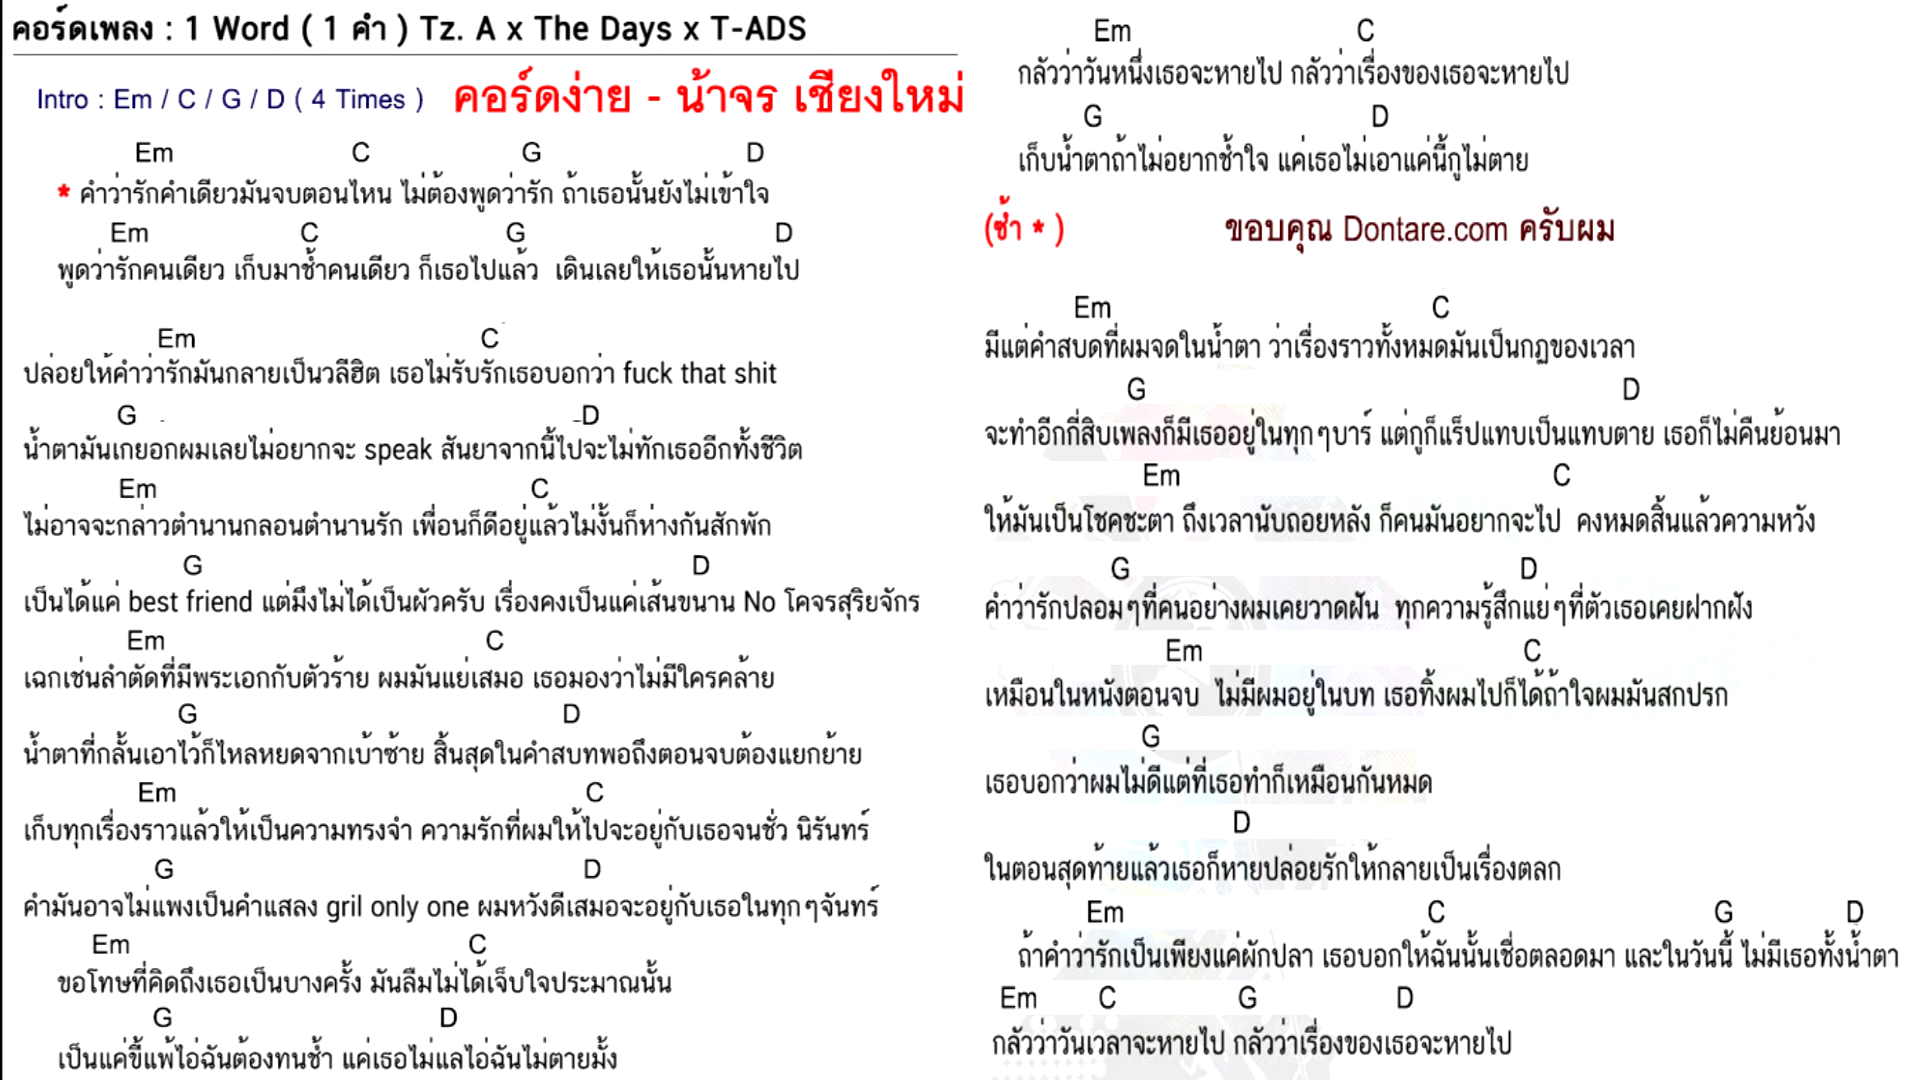 คอร์ดเพลง : 1 Word ( 1 คำ ) Tz. A x The Days x T-ADS
Intro : Em / C / G / D ( 4 Times ) คอร์ดง่าย - น้าจร เชียงใหม่
Em C G D
* คำว่ารักคำเดียวมันจบตอนไหน ไม่ต้องพูดว่ารัก ถ้าเธอนั้นยังไม่เข้าใจ
Em C G D
พูดว่ารักคนเดียว เก็บมาช้ำคนเดียว ก็เธอไปแล้ว เดินเลยให้เธอนั้นหายไป
Em C
ปล่อยให้คำว่ารักมันกลายเป็นวลีฮิต เธอไม่รับรักเธอบอกว่า fuck that shit
G D
น้ำตามันเกยอกผมเลยไม่อยากจะ speak สันยาจากนี้ไปจะไม่ทักเธออีกทั้งชีวิต
Em C
ไม่อาจจะกล่าวตำนานกลอนตำนานรัก เพื่อนก็ดีอยู่แล้วไม่งั้นก็ห่างกันสักพัก
G D
เป็นได้แค่ best friend แต่มึงไม่ได้เป็นผัวครับ เรื่องคงเป็นแค่เส้นขนาน No โคจรสุริยจักร
Em C
เฉกเช่นลำตัดที่มีพระเอกกับตัวร้าย ผมมันแย่เสมอ เธอมองว่าไม่มีใครคล้าย
G D
น้ำตาที่กลั้นเอาไว้ก็ไหลหยดจากเบ้าซ้าย สิ้นสุดในคำสบทพอถึงตอนจบต้องแยกย้าย
Em C
เก็บทุกเรื่องราวแล้วให้เป็นความทรงจำ ความรักที่ผมให้ไปจะอยู่กับเธอจนชั่ว นิรันทร์
G D
คำมันอาจไม่แพงเป็นคำแสลง gril only one ผมหวังดีเสมอจะอยู่กับเธอในทุกๆจันทร์
Em C
ขอโทษที่คิดถึงเธอเป็นบางครั้ง มันลืมไม่ได้เจ็บใจประมาณนั้น
G D
เป็นแค่ขี้แพ้ไอ่ฉันต้องทนช้ำ แค่เธอไม่แลไอ่ฉันไม่ตายมั้ง
Em C
กลัวว่าวันหนึ่งเธอจะหายไป กลัวว่าเรื่องของเธอจะหายไป
G D
เก็บน้ำตาถ้าไม่อยากช้ำใจ แค่เธอไม่เอาแค่นี้กูไม่ตาย
(ซ้ำ * ) ขอบคุณ Dontare.com ครับผม
Em C
มีแต่คำสบดที่ผมจดในน้ำตา ว่าเรื่องราวทั้งหมดมันเป็นกฏของเวลา
G D
จะทำอีกกี่สิบเพลงก็มีเธออยู่ในทุกๆบาร์ แต่กูก็แร็ปแทบเป็นแทบตาย เธอก็ไม่คืนย้อนมา
Em C
ให้มันเป็นโชคชะตา ถึงเวลานับถอยหลัง ก็คนมันอยากจะไป คงหมดสิ้นแล้วความหวัง
G D
คำว่ารักปลอมๆที่คนอย่างผมเคยวาดฝัน ทุกความรู้สึกแย่ๆที่ตัวเธอเคยฝากฝัง
Em C
เหมือนในหนังตอนจบ ไม่มีผมอยู่ในบท เธอทิ้งผมไปก็ได้ถ้าใจผมมันสกปรก
G
เธอบอกว่าผมไม่ดีแต่ที่เธอทำก็เหมือนกันหมด
D
ในตอนสุดท้ายแล้วเธอก็หายปล่อยรักให้กลายเป็นเรื่องตลก
Em C G D
ถ้าคำว่ารักเป็นเพียงแค่ผักปลา เธอบอกให้ฉันนั้นเชื่อตลอดมา และในวันนี้ ไม่มีเธอทั้งน้ำตา
Em C G D
กลัวว่าวันเวลาจะหายไป กลัวว่าเรื่องของเธอจะหายไป